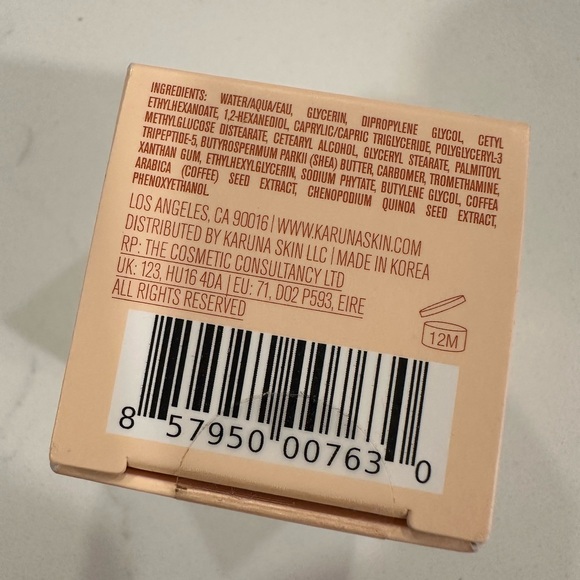 INGREDIENTS: WATER/AQUA/EAU, GLYCERIN, DIPROPYLENE GLYCOL, CETYL
ETHYLHEXANOATE, 1,2-HEXANEDIOL, CAPRYLIC/CAPRIC TRIGLYCERIDE, POLYGLYCERYL-3
METHYLGLUCOSE DISTEARATE, CETEARYL ALCOHOL, GLYCERYL STEARATE, PALMITOYL
TRIPEPTIDE-5, BUTYROSPERMUM PARKII (SHEA) BUTTER, CARBOMER, TROMETHAMINE,
XANTHAN GUM, ETHYLHEXYLGLYCERIN, SODIUM PHYTATE, BUTYLENE GLYCOL, COFFEA
ARABICA (COFFEE) SEED EXTRACT, CHENOPODIUM QUINOA SEED EXTRACT,
PHENOXYETHANOL.
LOS ANGELES, CA 90016 | WWW.KARUNASKIN.COM
DISTRIBUTED BY KARUNA SKIN LLC | MADE IN KOREA
RP: THE COSMETIC CONSULTANCY LTD
UK: 123, HU16 4DA | EU: 71, D02 P593, EIRE
ALL RIGHTS RESERVED
12M
8 57950 00763 0